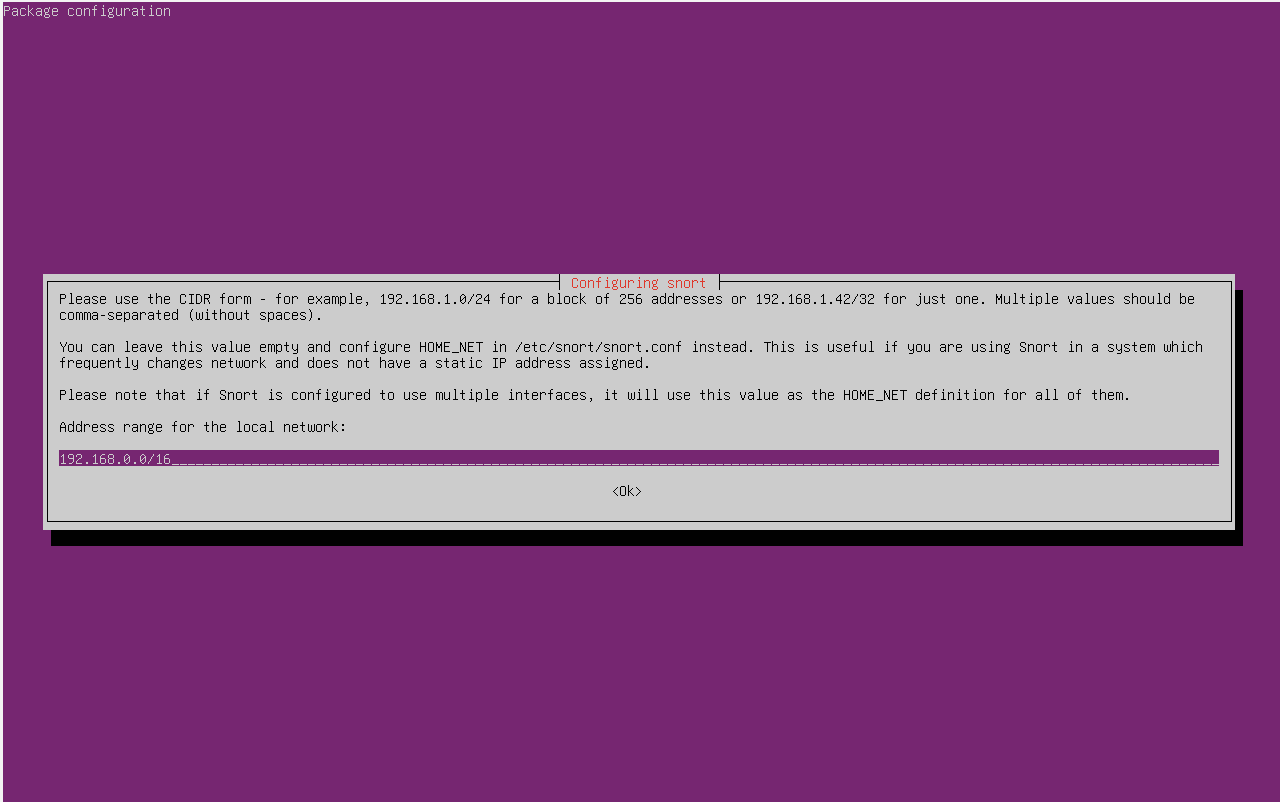 Package configuration
Configuring snort
Please use the CIDR form - for example, 192.168.1.0/24 for a block of 256 addresses or 192.168.1.42/32 for just one. Multiple values should be
comma-separated (without spaces).
You can leave this value empty and configure HOME_NET in /etc/snort/snort.conf instead. This is useful if you are using Snort in a system which
frequently changes network and does not have a static IP address assigned.
Please note that if Snort is configured to use multiple interfaces, it will use this value as the HOME_NET definition for all of them.
Address range for the local network:
192.168.0.0/16
<Ok>